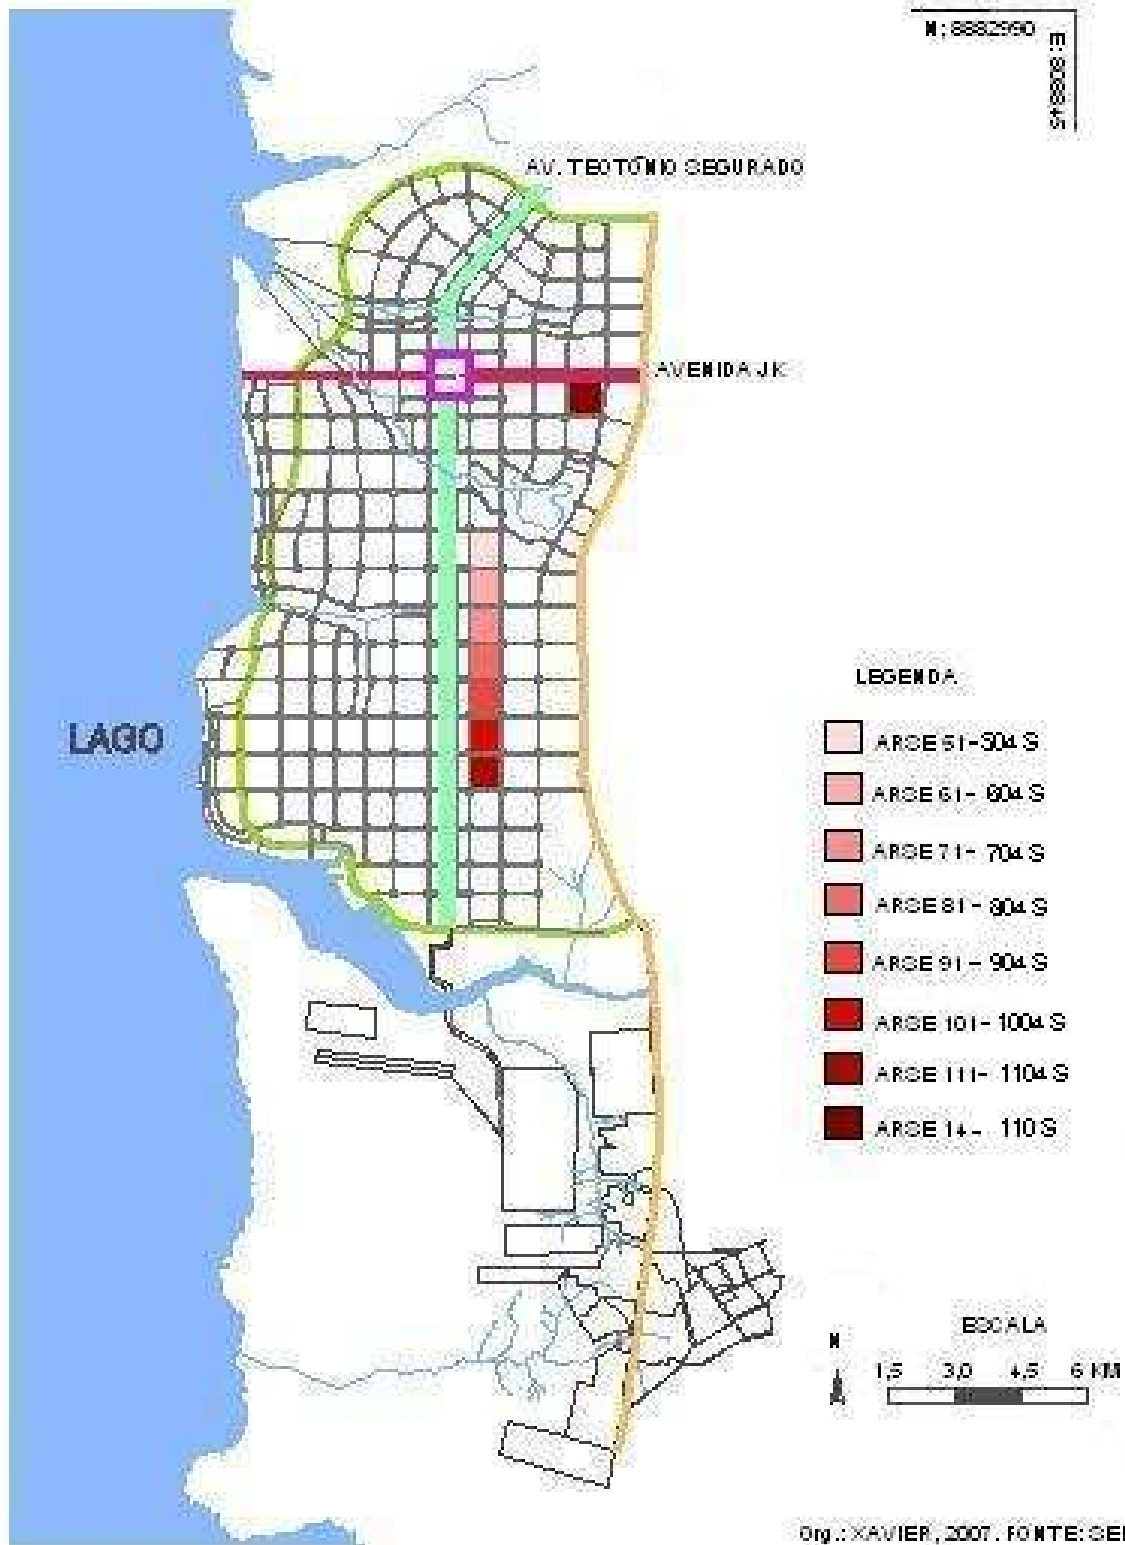 N: 8882990
E: 808845
AV. TEOTÔNIO SEGURADO
AVENIDA JK
LAGO
LEGENDA
ARSE 51-504 S
ARSE 61- 604 S
ARSE 71- 704 S
ARSE 81- 804 S
ARSE 91- 904 S
ARSE 101- 1004 S
ARSE 111- 1104 S
ARSE 14 - 110 S
ESCALA
N
1,5 3,0 4,5 6 KM
Org.: XAVIER, 2007. FONTE: